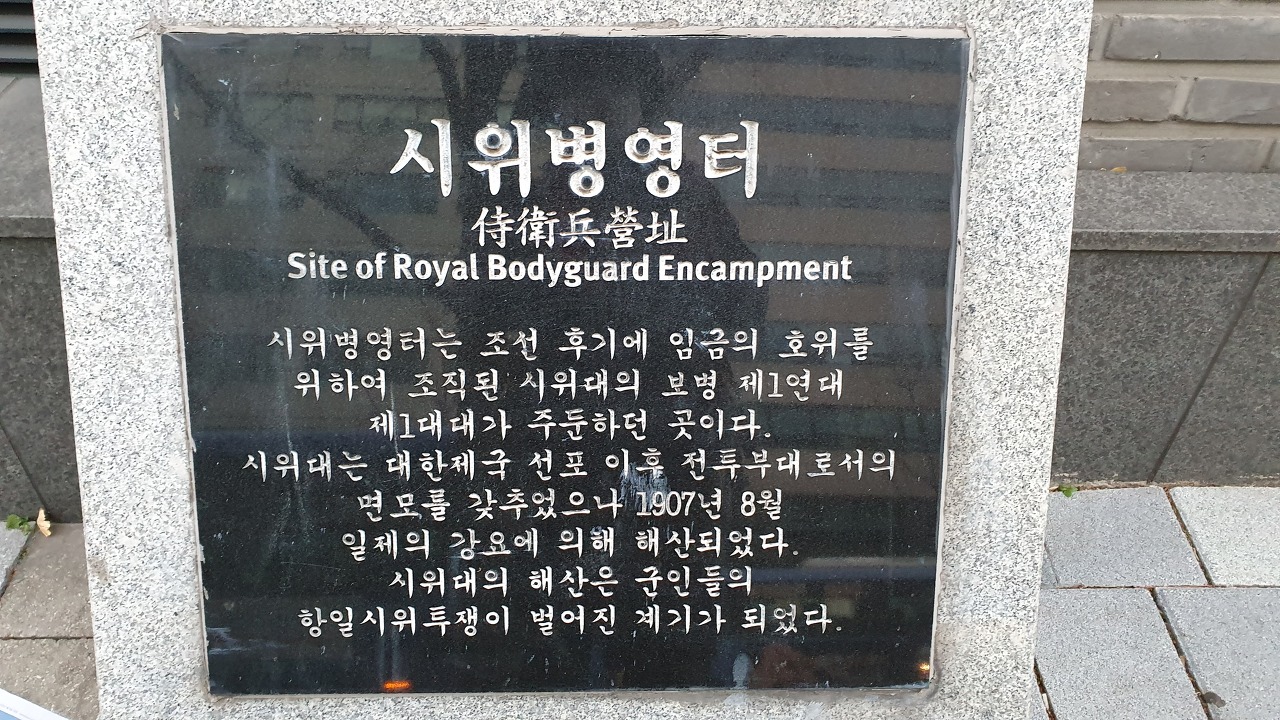 시위병영터
侍衛兵營址
Site of Royal Bodyguard Encampment
시위병영터는 조선 후기에 임금의 호위를
위하여 조직된 시위대의 보병 제1연대
제1대대가 주둔하던 곳이다.
시위대는 대한제국 선포 이후 전투부대로서의
면모를 갖추었으나 1907년 8월
일제의 강요에 의해 해산되었다.
시위대의 해산은 군인들의
항일시위투쟁이 벌어진 계기가 되었다.